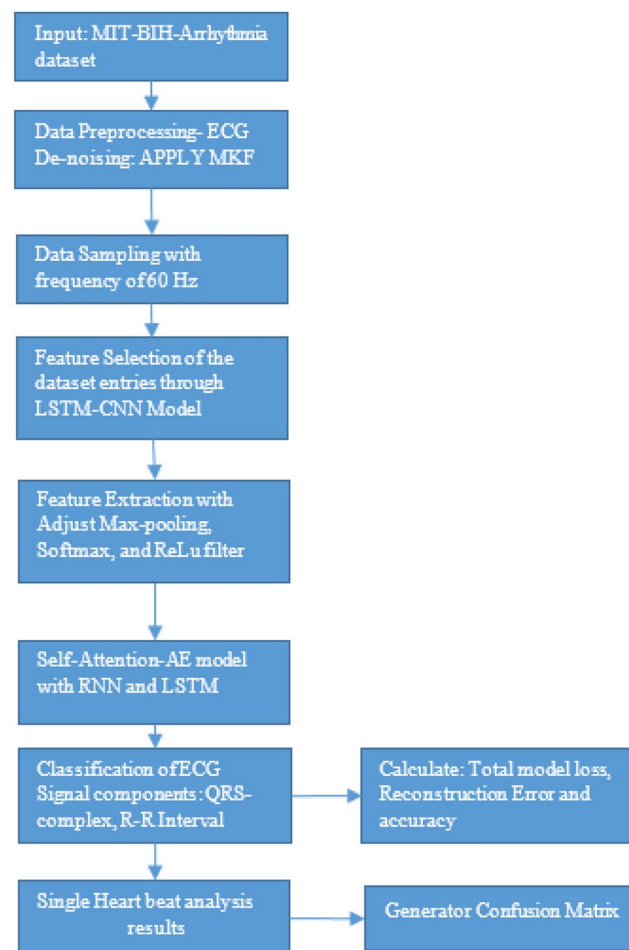 Input: MIT-BIH-Arrhythmia
dataset
Data Preprocessing- ECG
De-noising: APPLY MKF
Data Sampling with
frequency of 60 Hz
Feature Selection of the
dataset entries through
LSTM-CNN Model
Feature Extraction with
Adjust Max-pooling,
Softmax, and ReLu filter
Self-Attention-AE model
with RNN and LSTM
Classification of ECG
Signal components: QRS-
complex, R-R Interval
Calculate: Total model loss,
Reconstruction Error and
accuracy
Single Heart beat analysis
results
Generator Confusion Matrix